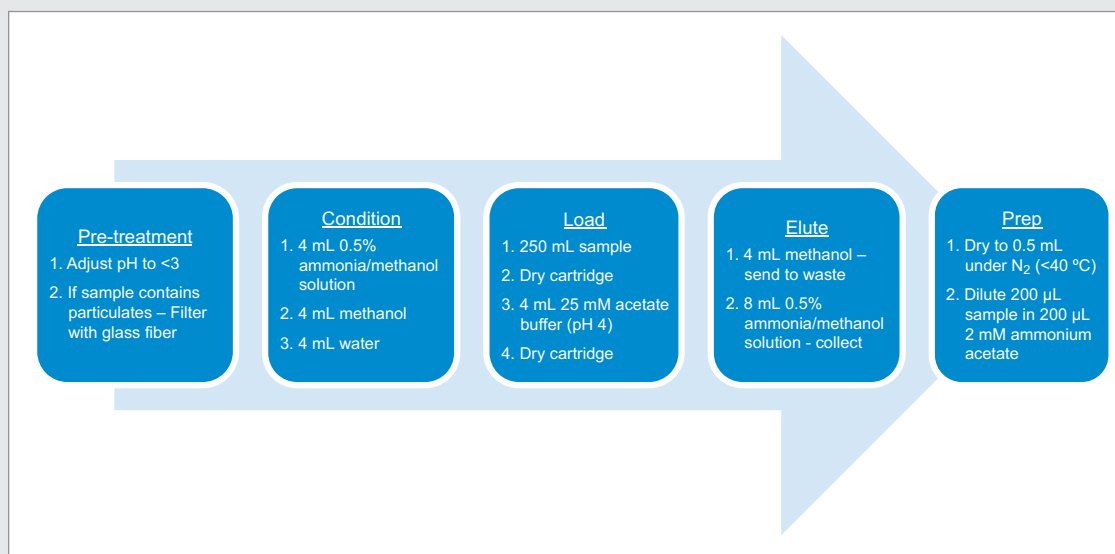 Pre-treatment
1. Adjust pH to <3
2. If sample contains
particulates – Filter
with glass fiber
Condition
1. 4 mL 0.5%
ammonia/methanol
solution
2. 4 mL methanol
3. 4 mL water
Load
1. 250 mL sample
2. Dry cartridge
3. 4 mL 25 mM acetate
buffer (pH 4)
4. Dry cartridge
Elute
1. 4 mL methanol –
send to waste
2. 8 mL 0.5%
ammonia/methanol
solution - collect
Prep
1. Dry to 0.5 mL
under N₂ (<40 ºC)
2. Dilute 200 µL
sample in 200 µL
2 mM ammonium
acetate